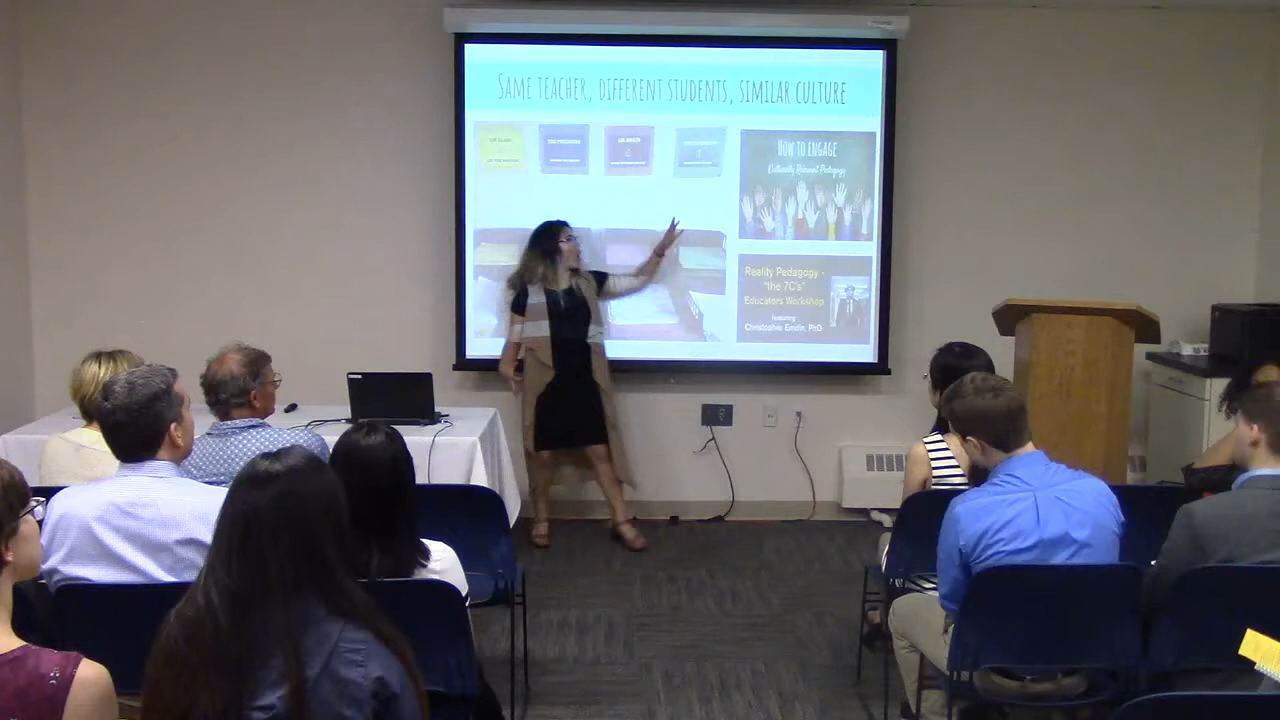 SAME TEACHER, DIFFERENT STUDENTS, SIMILAR CULTURE
HOW TO ENGAGE
Culturally Relevant Pedagogy
Reality Pedagogy -
"the 7C's"
Educators Workshop
featuring
Christopher Emdin, PhD